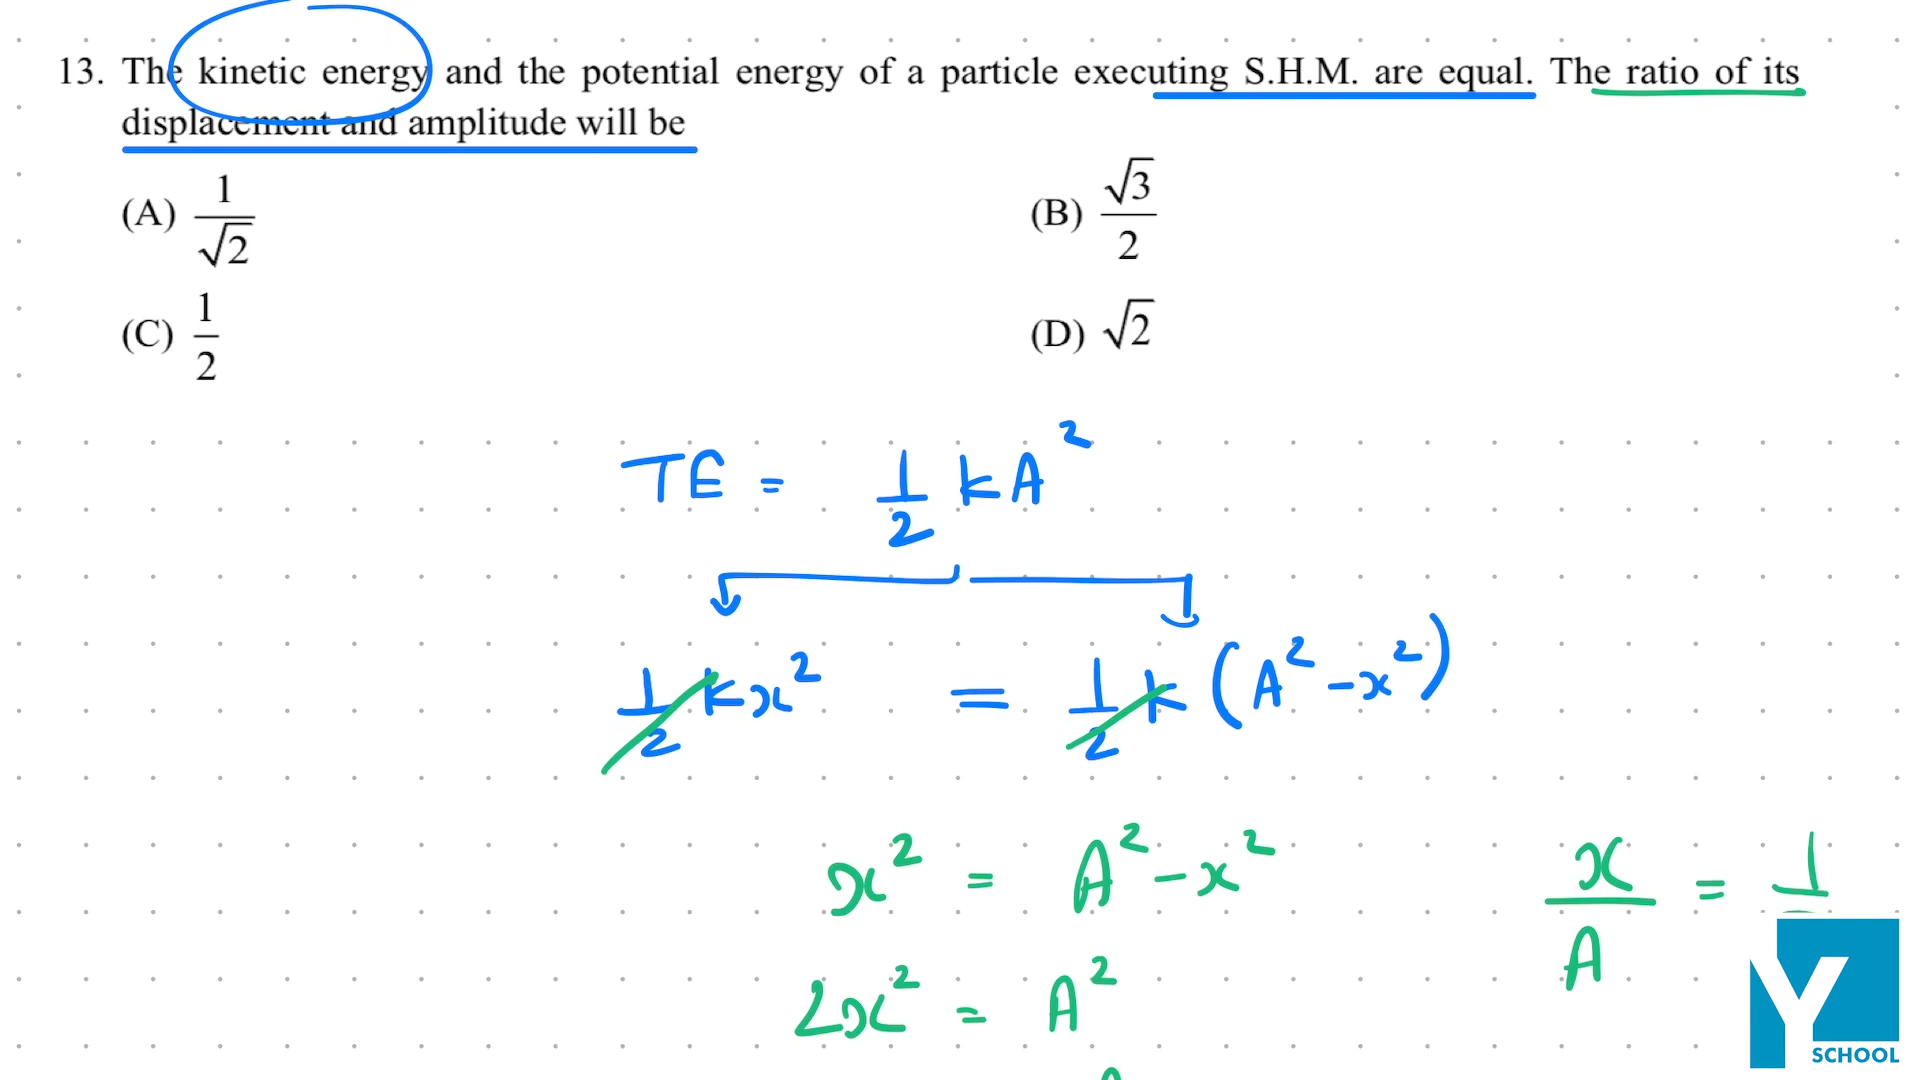 13. The kinetic energy and the potential energy of a particle executing S.H.M. are equal. The ratio of its
displacement and amplitude will be
(A) 1/√2
(B) √3/2
(C) 1/2
(D) √2
TE = 1/2 kA²
1/2 kx² = 1/2 k (A² - x²)
x² = A² - x²
x/A = 1
2x² = A²
Y SCHOOL